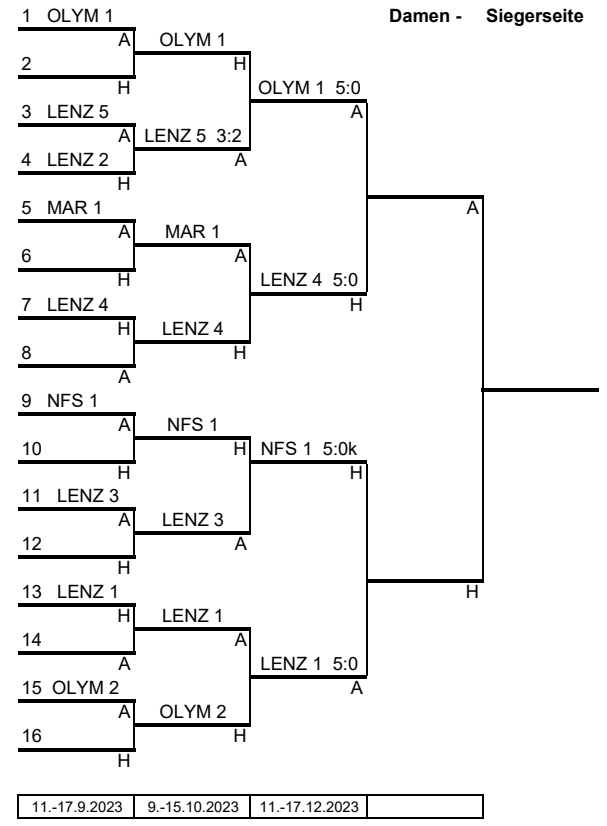 Damen - Siegerseite
1 OLYM 1
A OLYM 1
2 H
H OLYM 1 5:0
3 LENZ 5 A
A LENZ 5 3:2
4 LENZ 2 A
H
5 MAR 1 A
A MAR 1
6 A
H LENZ 4 5:0
7 LENZ 4 H
H LENZ 4
8 H
A
9 NFS 1
A NFS 1
10 H NFS 1 5:0k
H H
11 LENZ 3
A LENZ 3
12 A
H
13 LENZ 1 H
H LENZ 1
14 A
A LENZ 1 5:0
15 OLYM 2 A
A OLYM 2
16 H
H
11.-17.9.2023 9.-15.10.2023 11.-17.12.2023